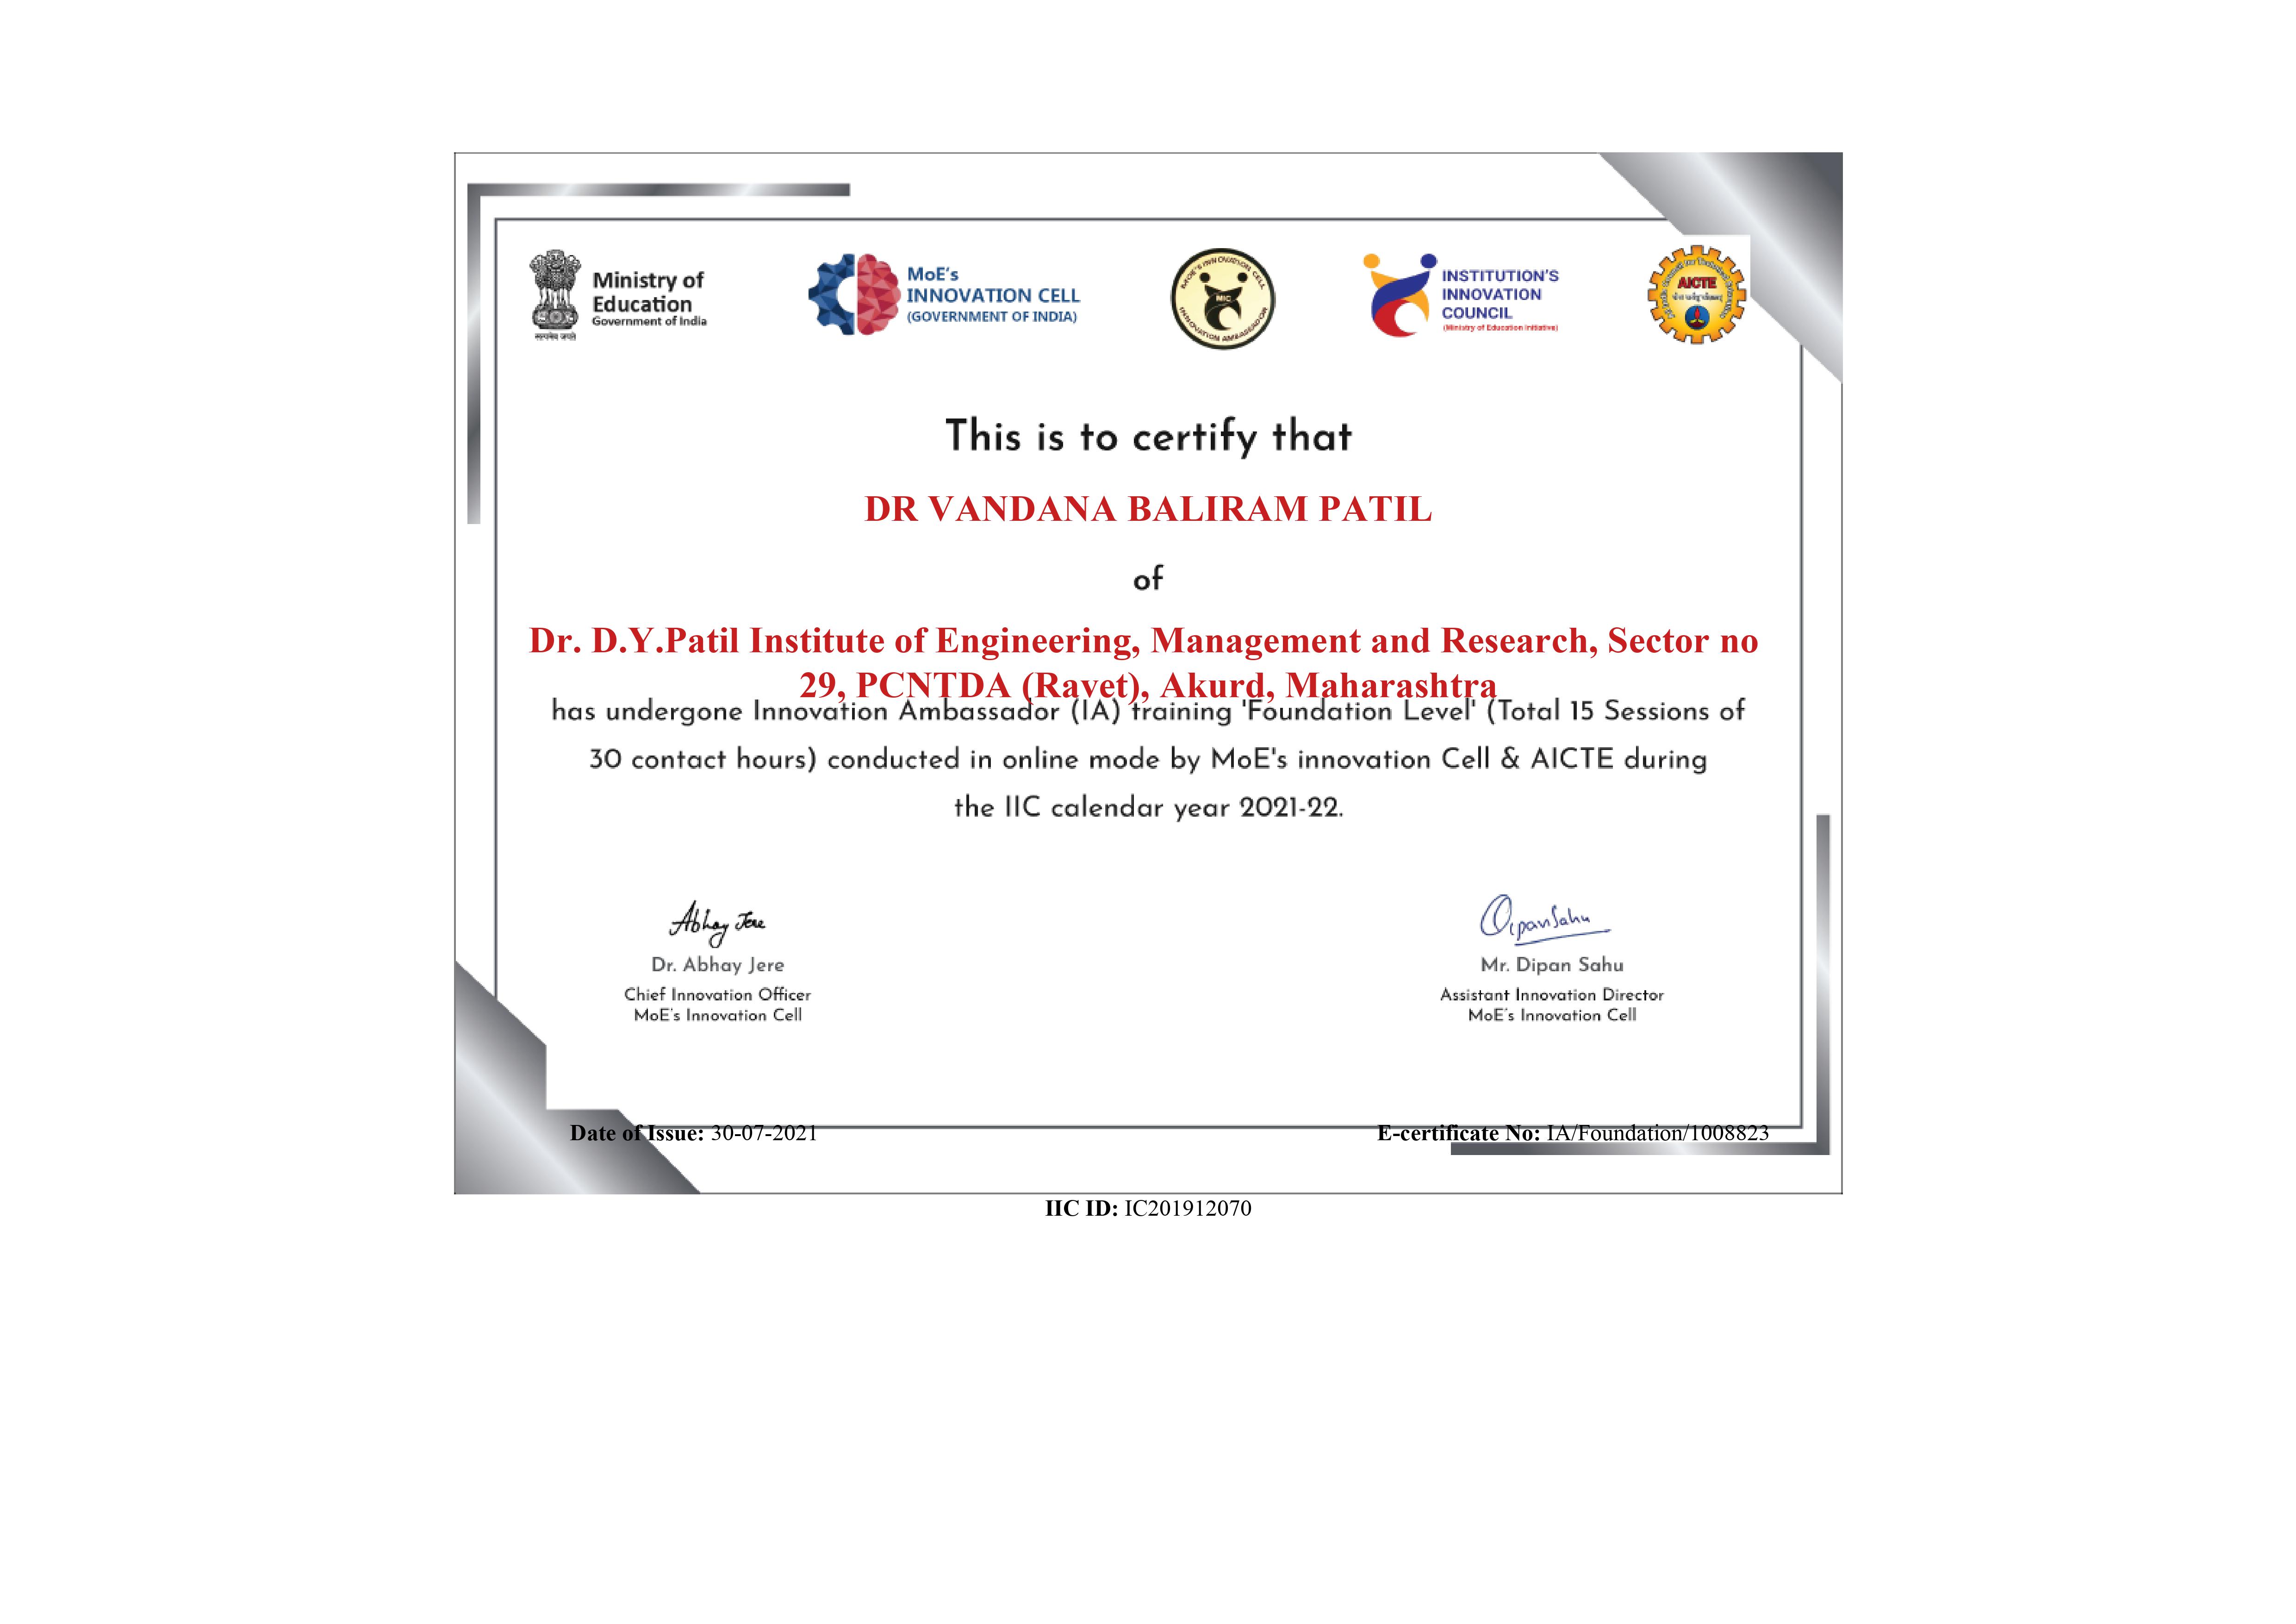 Ministry of
Education
Government of India
सत्यमेव जयते
MoE's
INNOVATION CELL
(GOVERNMENT OF INDIA)
MOE'S INNOVATION CELL
MIC
INNOVATION AMBASSADOR
INSTITUTION'S
INNOVATION
COUNCIL
(Ministry of Education Initiative)
AICTE
This is to certify that
DR VANDANA BALIRAM PATIL
of
Dr. D.Y.Patil Institute of Engineering, Management and Research, Sector no
29, PCNTDA (Ravet), Akurd, Maharashtra
has undergone Innovation Ambassador (IA) training 'Foundation Level' (Total 15 Sessions of
30 contact hours) conducted in online mode by MoE's innovation Cell & AICTE during
the IIC calendar year 2021-22.
Abhay Jere
Dipan Sahu
Dr. Abhay Jere
Mr. Dipan Sahu
Chief Innovation Officer
Assistant Innovation Director
MoE's Innovation Cell
MoE's Innovation Cell
Date of Issue: 30-07-2021
E-certificate No: IA/Foundation/1008823
IIC ID: IC201912070